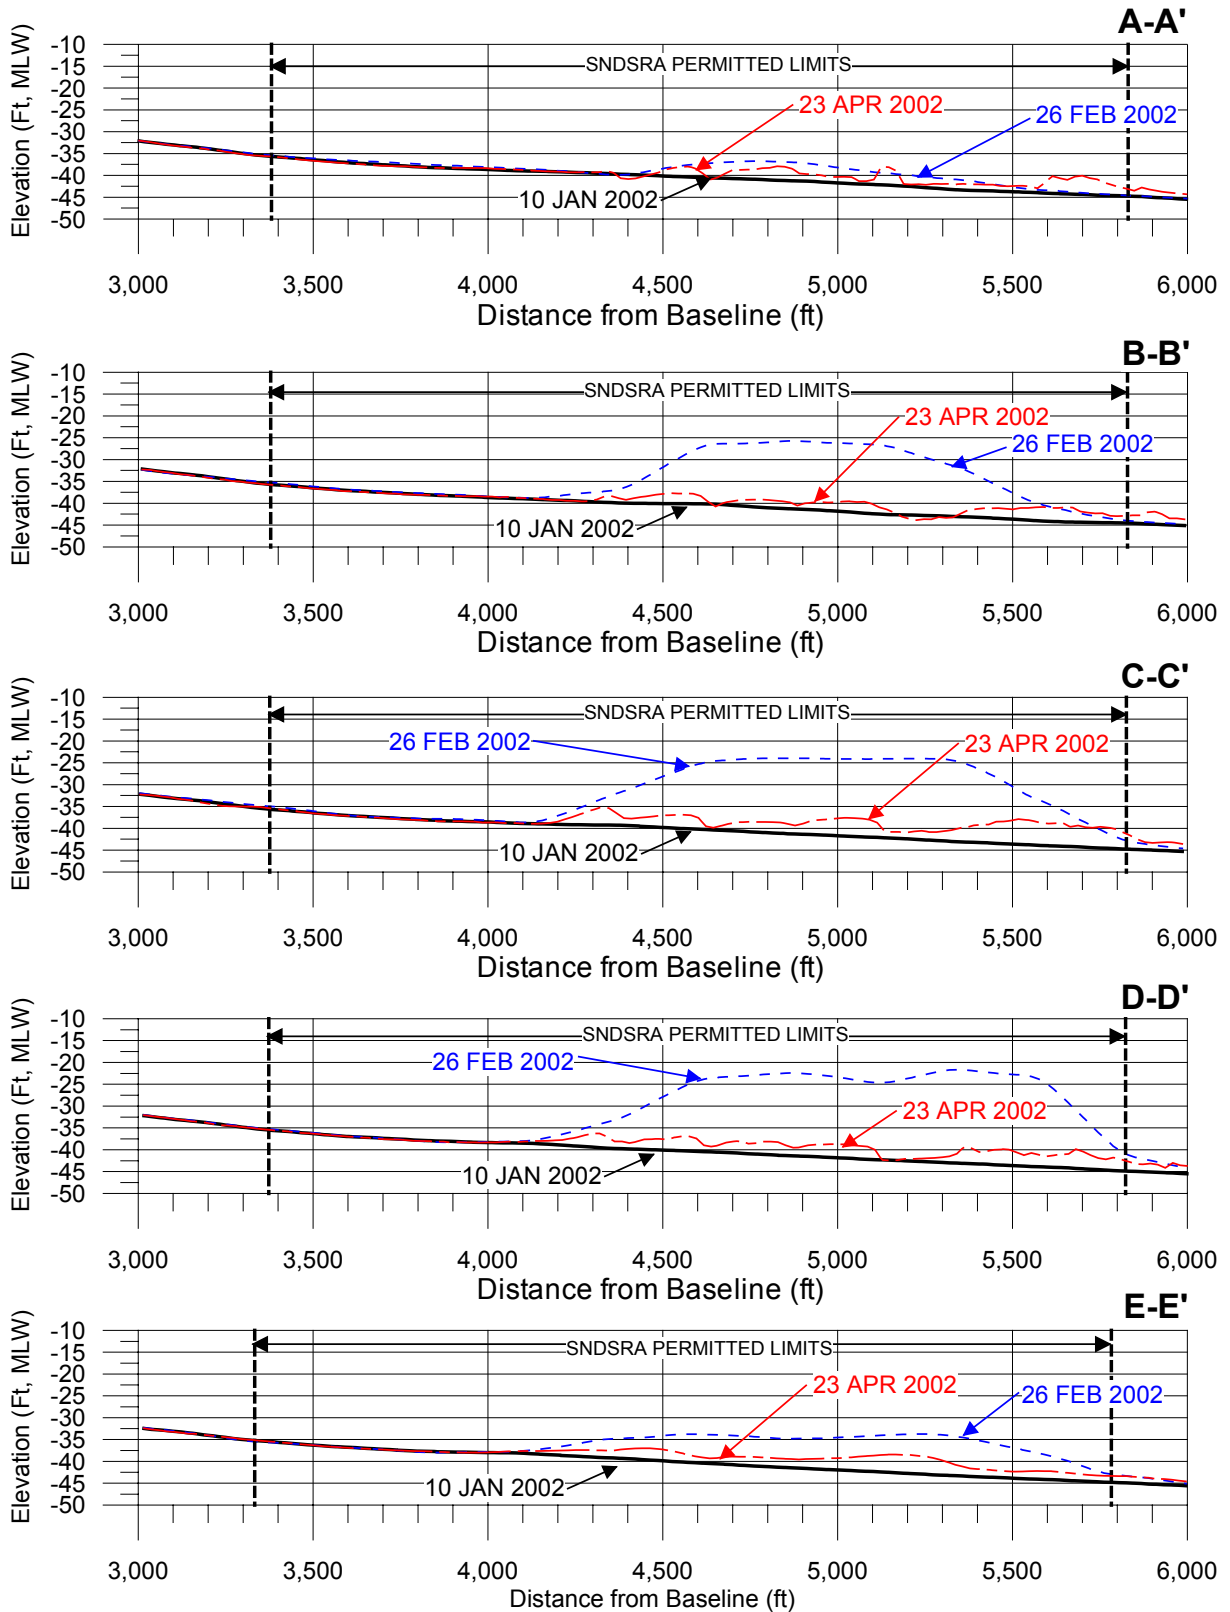 A-A'
Elevation (Ft, MLW)
-10
-15
-20
-25
-30
-35
-40
-45
-50
SNDSRA PERMITTED LIMITS
23 APR 2002
26 FEB 2002
10 JAN 2002
3,000 3,500 4,000 4,500 5,000 5,500 6,000
Distance from Baseline (ft)
B-B'
Elevation (Ft, MLW)
-10
-15
-20
-25
-30
-35
-40
-45
-50
SNDSRA PERMITTED LIMITS
23 APR 2002
26 FEB 2002
10 JAN 2002
3,000 3,500 4,000 4,500 5,000 5,500 6,000
Distance from Baseline (ft)
C-C'
Elevation (Ft, MLW)
-10
-15
-20
-25
-30
-35
-40
-45
-50
SNDSRA PERMITTED LIMITS
26 FEB 2002
23 APR 2002
10 JAN 2002
3,000 3,500 4,000 4,500 5,000 5,500 6,000
Distance from Baseline (ft)
D-D'
Elevation (Ft, MLW)
-10
-15
-20
-25
-30
-35
-40
-45
-50
SNDSRA PERMITTED LIMITS
26 FEB 2002
23 APR 2002
10 JAN 2002
3,000 3,500 4,000 4,500 5,000 5,500 6,000
Distance from Baseline (ft)
E-E'
Elevation (Ft, MLW)
-10
-15
-20
-25
-30
-35
-40
-45
-50
SNDSRA PERMITTED LIMITS
23 APR 2002
26 FEB 2002
10 JAN 2002
3,000 3,500 4,000 4,500 5,000 5,500 6,000
Distance from Baseline (ft)